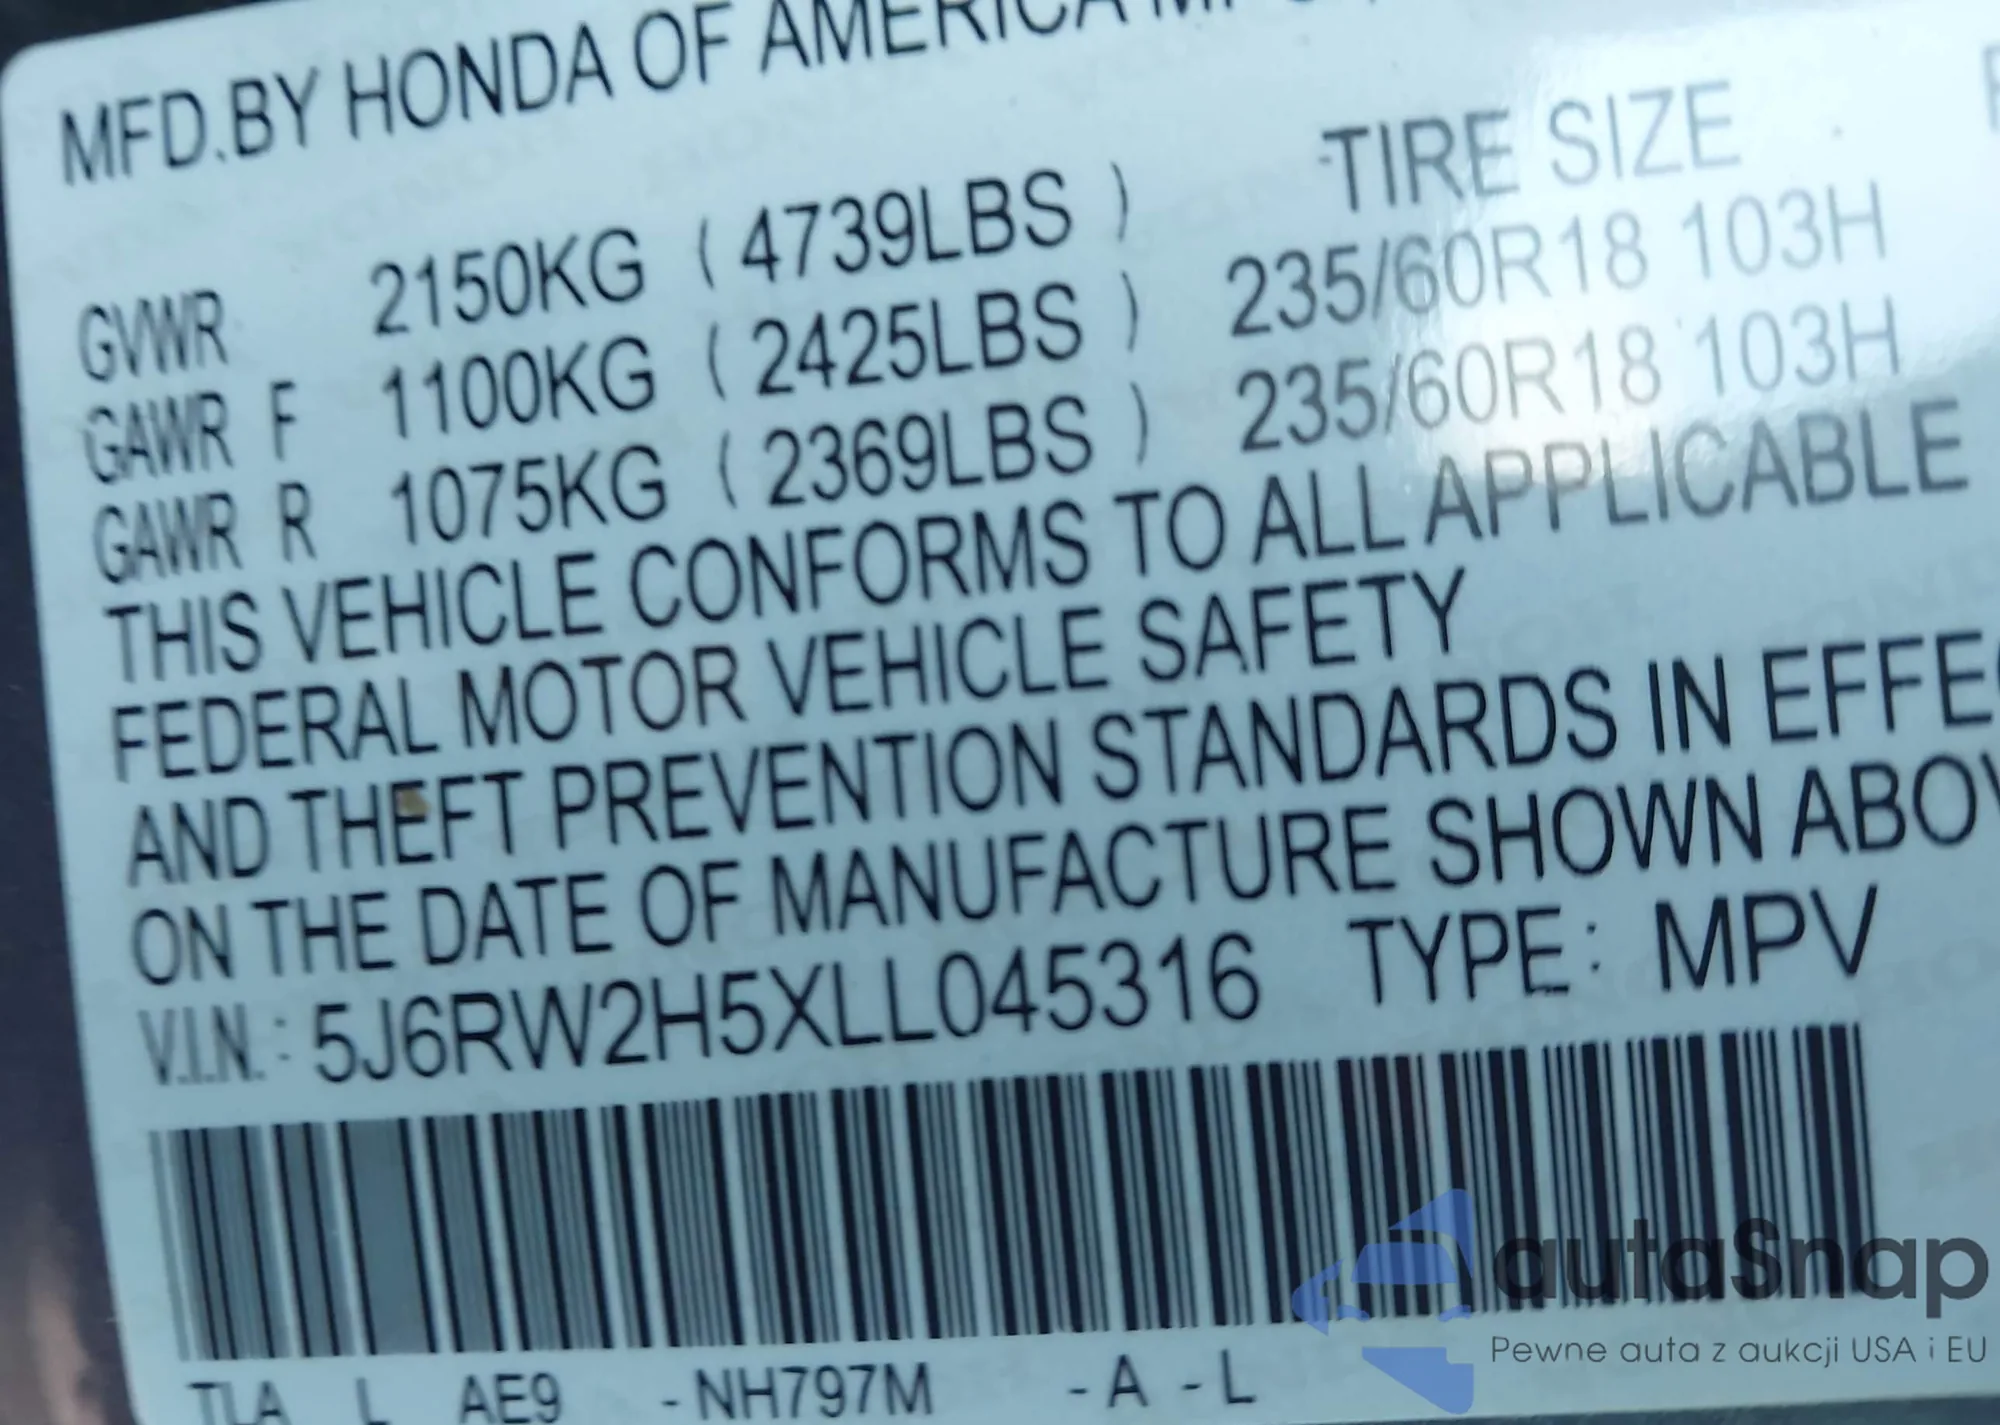 MFD.BY HONDA OF AMERICA
TIRE SIZE
GVWR 2150KG ( 4739LBS )
GAWR F 1100KG ( 2425LBS ) 235/60R18 103H
GAWR R 1075KG ( 2369LBS ) 235/60R18 103H
THIS VEHICLE CONFORMS TO ALL APPLICABLE
FEDERAL MOTOR VEHICLE SAFETY
AND THEFT PREVENTION STANDARDS IN EFFE
ON THE DATE OF MANUFACTURE SHOWN ABO
V.I.N.: 5J6RW2H5XLL045316 TYPE: MPV
TLA L AE9 -NH797M -A -L
autaSnap
Pewne auta z aukcji USA i EU